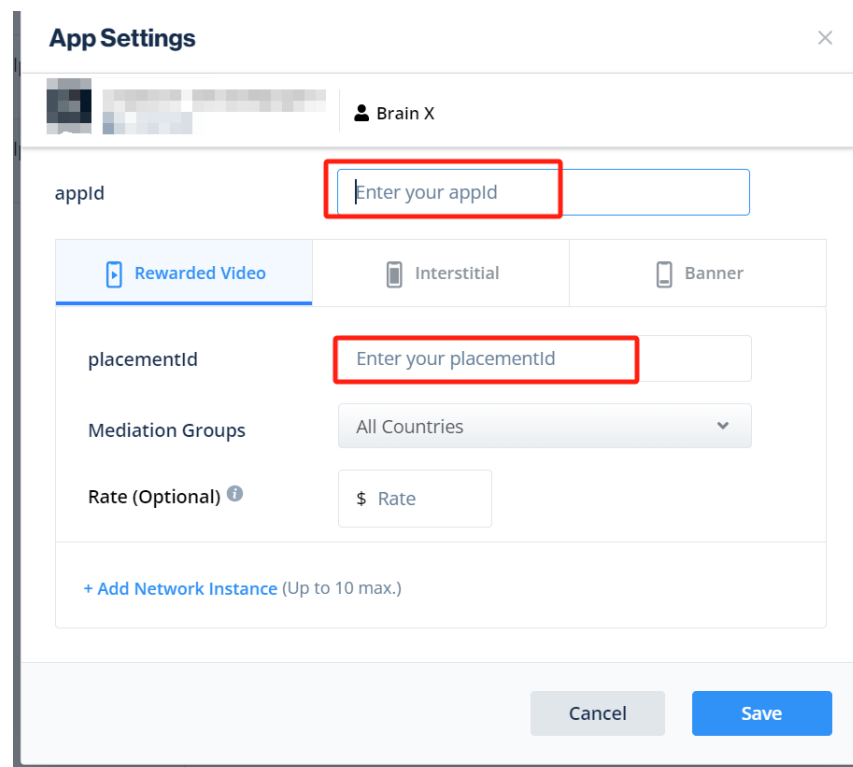 App Settings
Brain X
appId
Enter your appId
Rewarded Video
Interstitial
Banner
placementId
Enter your placementId
Mediation Groups
All Countries
Rate (Optional)
$ Rate
+ Add Network Instance (Up to 10 max.)
Cancel
Save